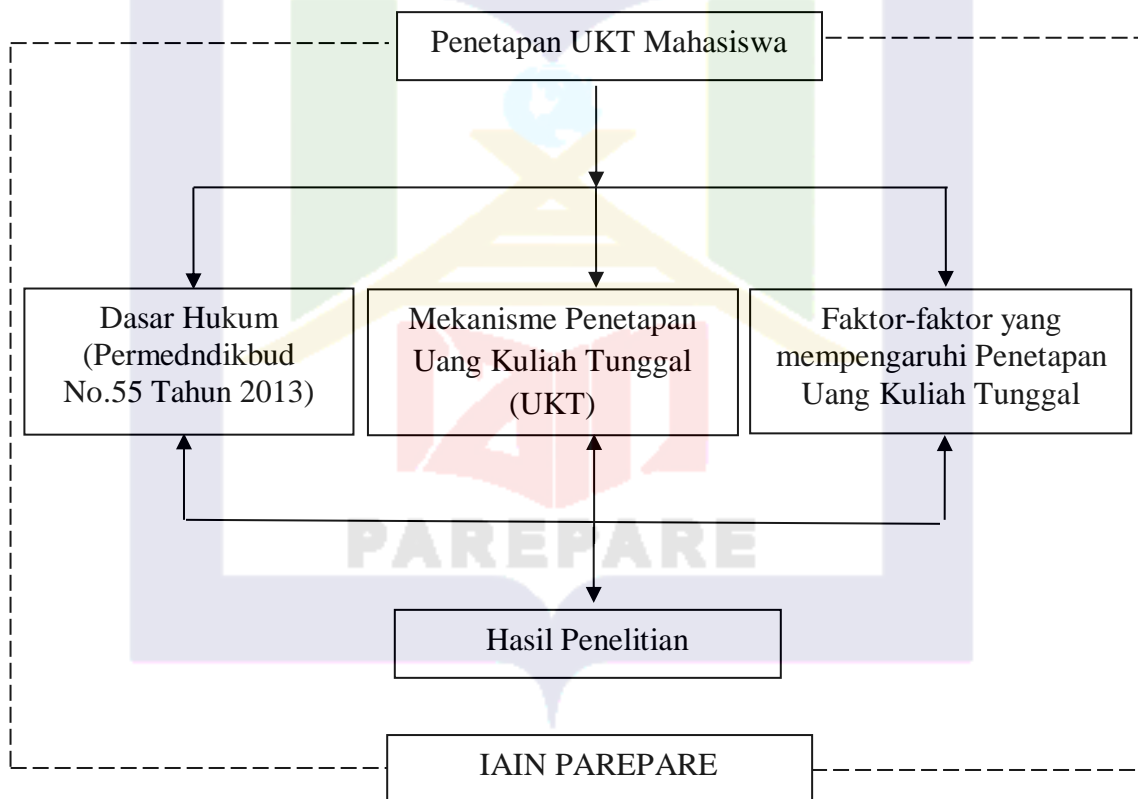 Penetapan UKT Mahasiswa
Dasar Hukum
(Permedndikbud
No.55 Tahun 2013)
Mekanisme Penetapan
Uang Kuliah Tunggal
(UKT)
Faktor-faktor yang
mempengaruhi Penetapan
Uang Kuliah Tunggal
PAREPARE
Hasil Penelitian
IAIN PAREPARE